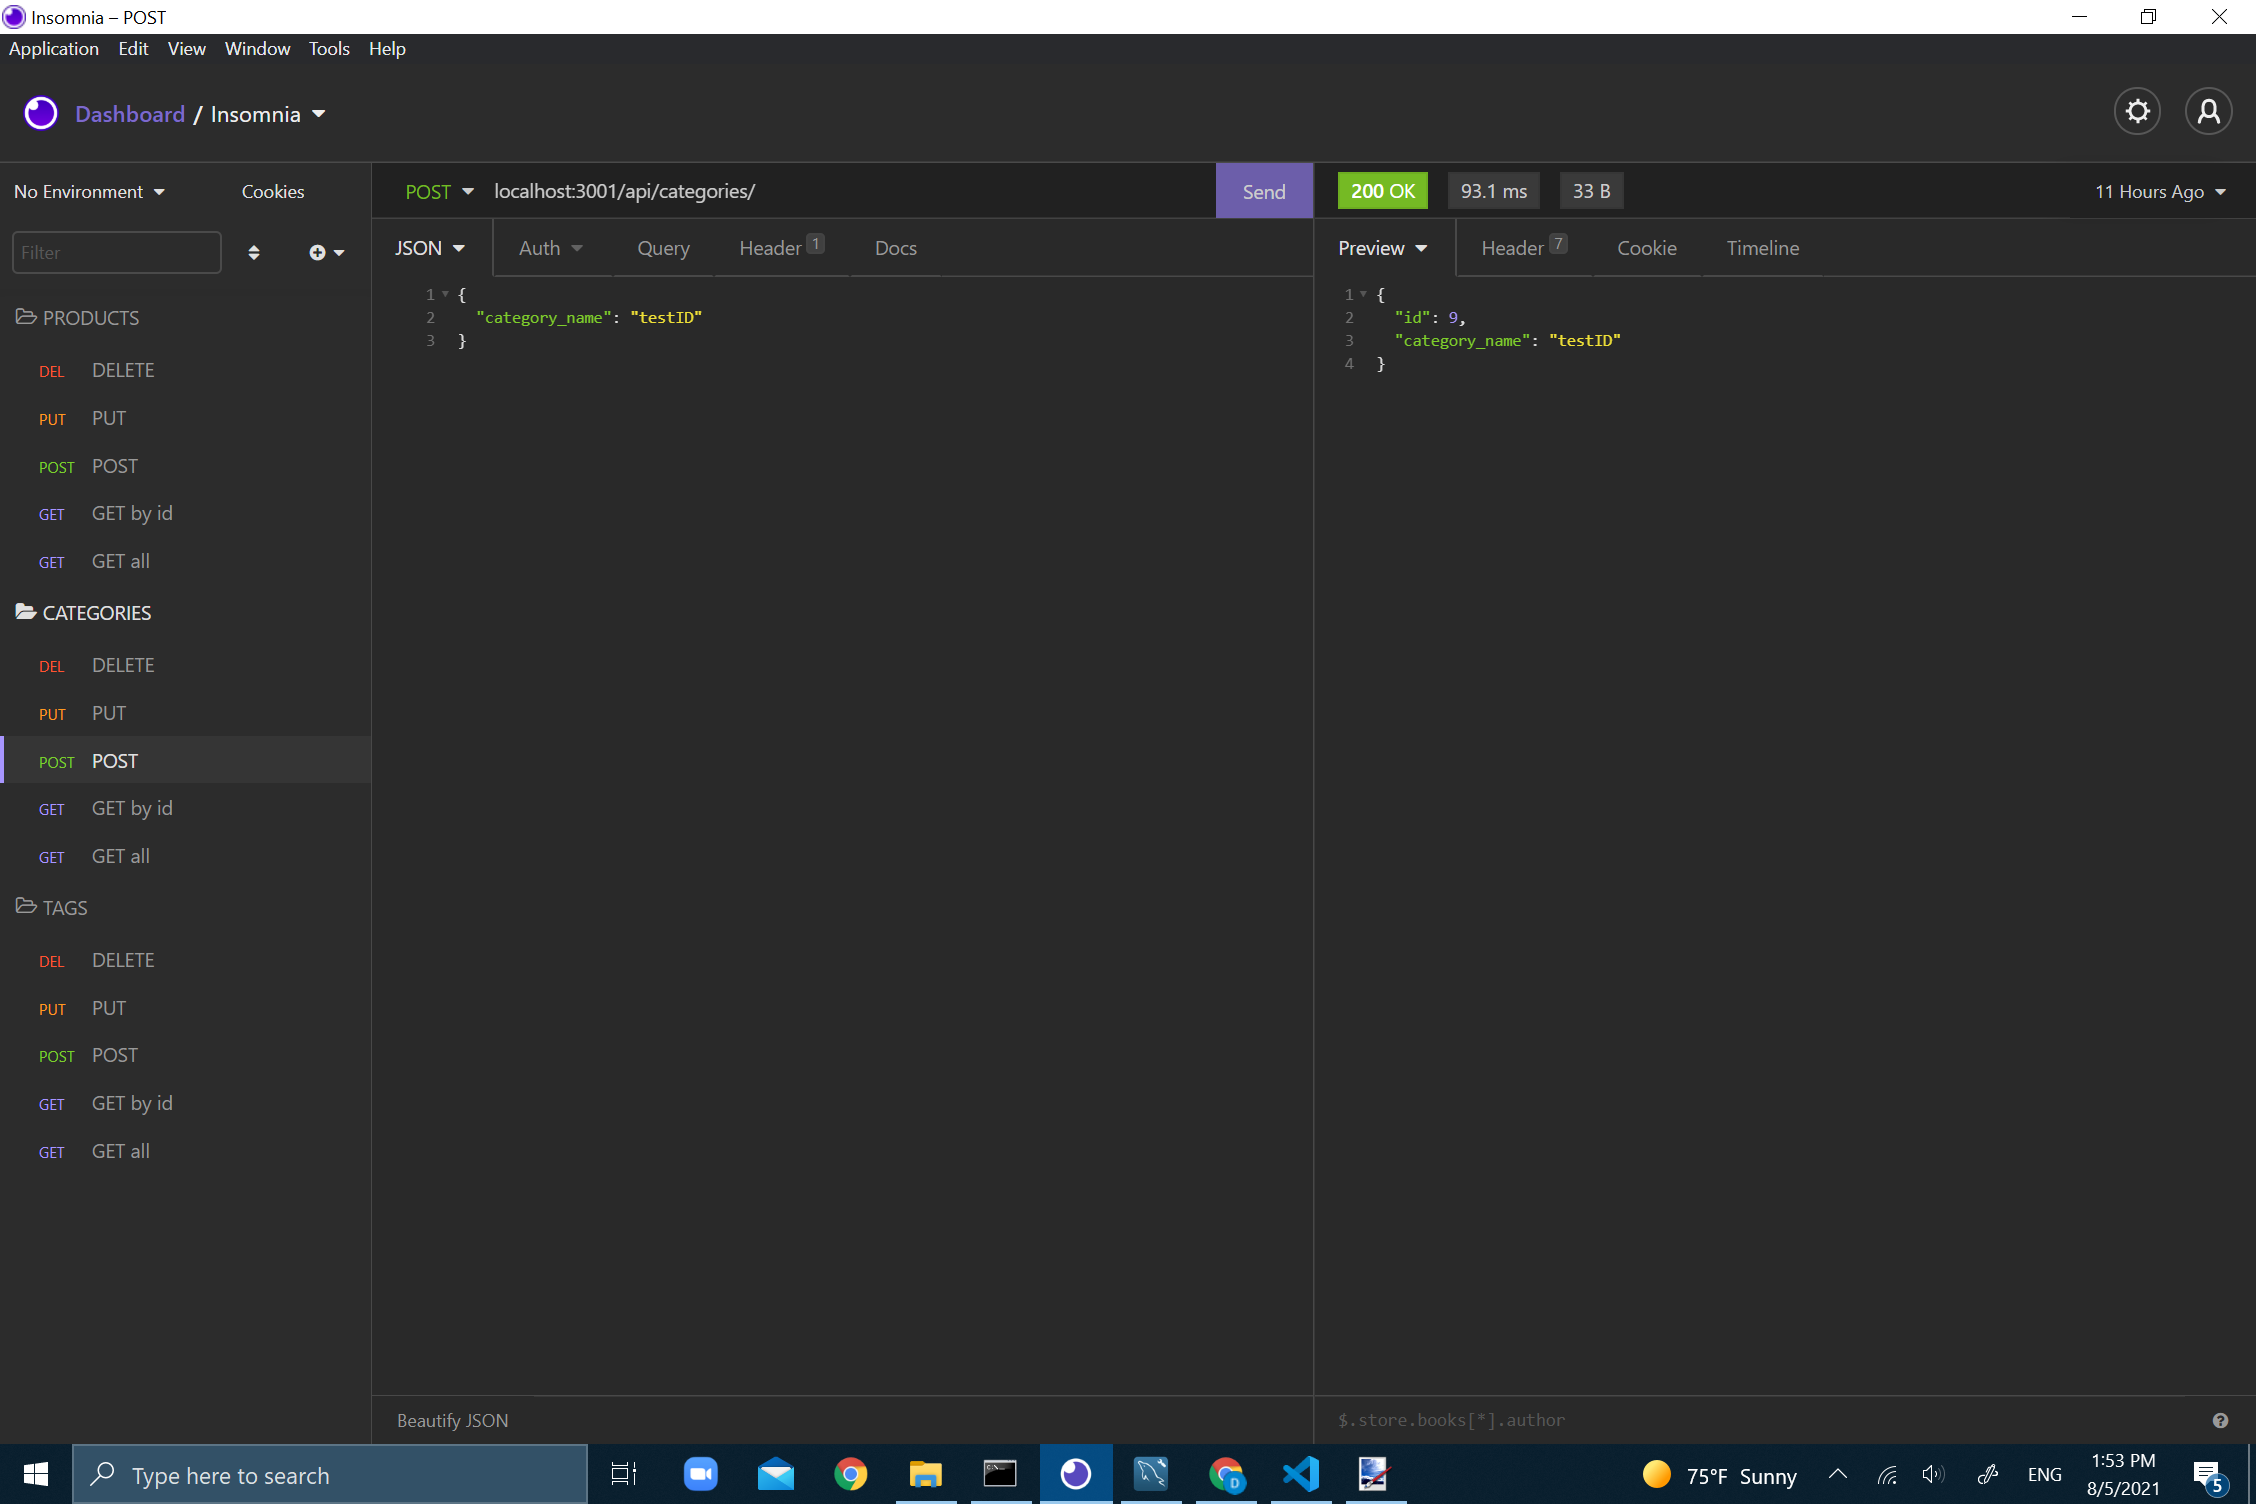 Insomnia – POST
Application Edit View Window Tools Help
Dashboard / Insomnia
No Environment Cookies
POST localhost:3001/api/categories/ Send
200 OK 93.1 ms 33 B 11 Hours Ago
Filter
JSON Auth Query Header 1 Docs
Preview Header 7 Cookie Timeline
PRODUCTS
DEL DELETE
PUT PUT
POST POST
GET GET by id
GET GET all
CATEGORIES
DEL DELETE
PUT PUT
POST POST
GET GET by id
GET GET all
TAGS
DEL DELETE
PUT PUT
POST POST
GET GET by id
GET GET all
1 {
2 "category_name": "testID"
3 }
1 {
2 "id": 9,
3 "category_name": "testID"
4 }
Beautify JSON
$.store.books[*].author
Type here to search
D
75°F Sunny
ENG
1:53 PM
8/5/2021
5